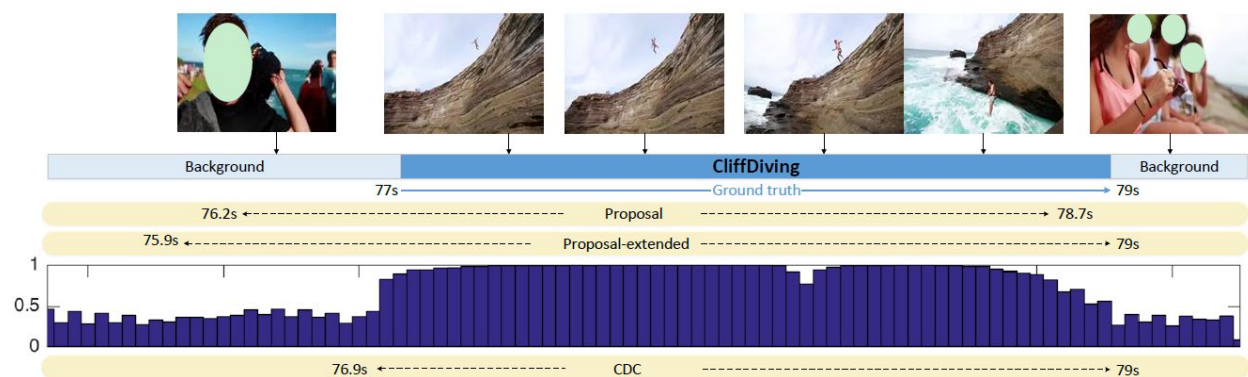 Background CliffDiving Background
77s Ground truth 79s
76.2s Proposal 78.7s
75.9s Proposal-extended 79s
1
0.5
0
76.9s CDC 79s